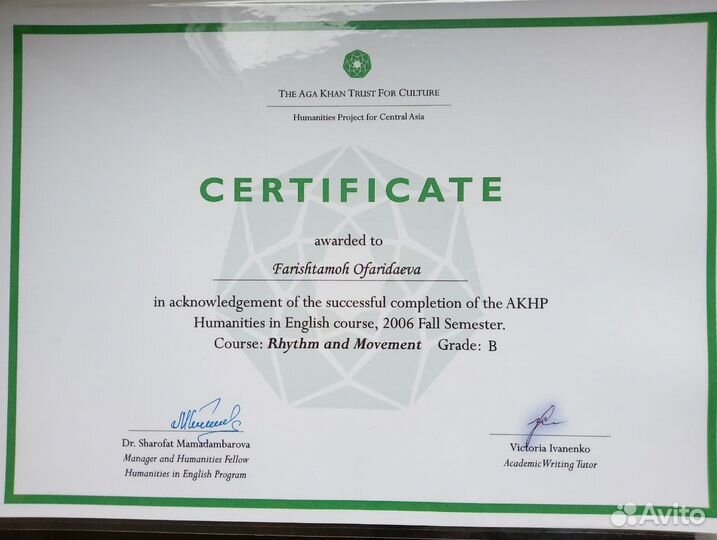 THE AGA KHAN TRUST FOR CULTURE
Humanities Project for Central Asia
CERTIFICATE
awarded to
Farishtamoh Ofaridaeva
in acknowledgement of the successful completion of the AKHP
Humanities in English course, 2006 Fall Semester.
Course: Rhythm and Movement Grade: B
Dr. Sharofat Mamadambarova
Manager and Humanities Fellow
Humanities in English Program
Victoria Ivanenko
Academic Writing Tutor
Avito